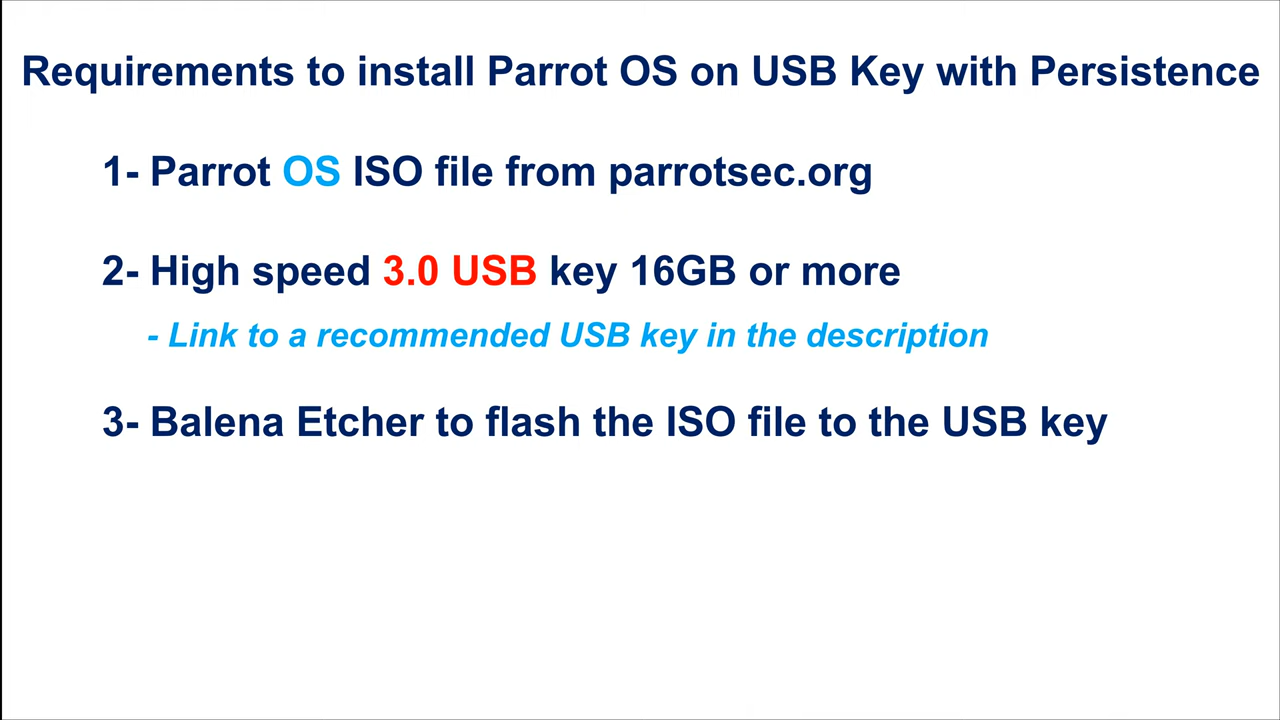 Requirements to install Parrot OS on USB Key with Persistence
1- Parrot OS ISO file from parrotsec.org
2- High speed 3.0 USB key 16GB or more
- Link to a recommended USB key in the description
3- Balena Etcher to flash the ISO file to the USB key